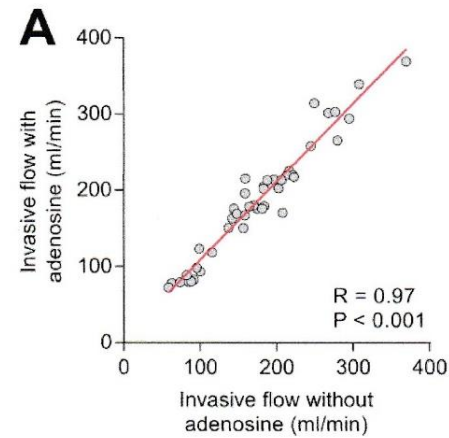 A
400
300
200
100
0
Invasive flow with
adenosine (ml/min)
R = 0.97
P < 0.001
0 100 200 300 400
Invasive flow without
adenosine (ml/min)